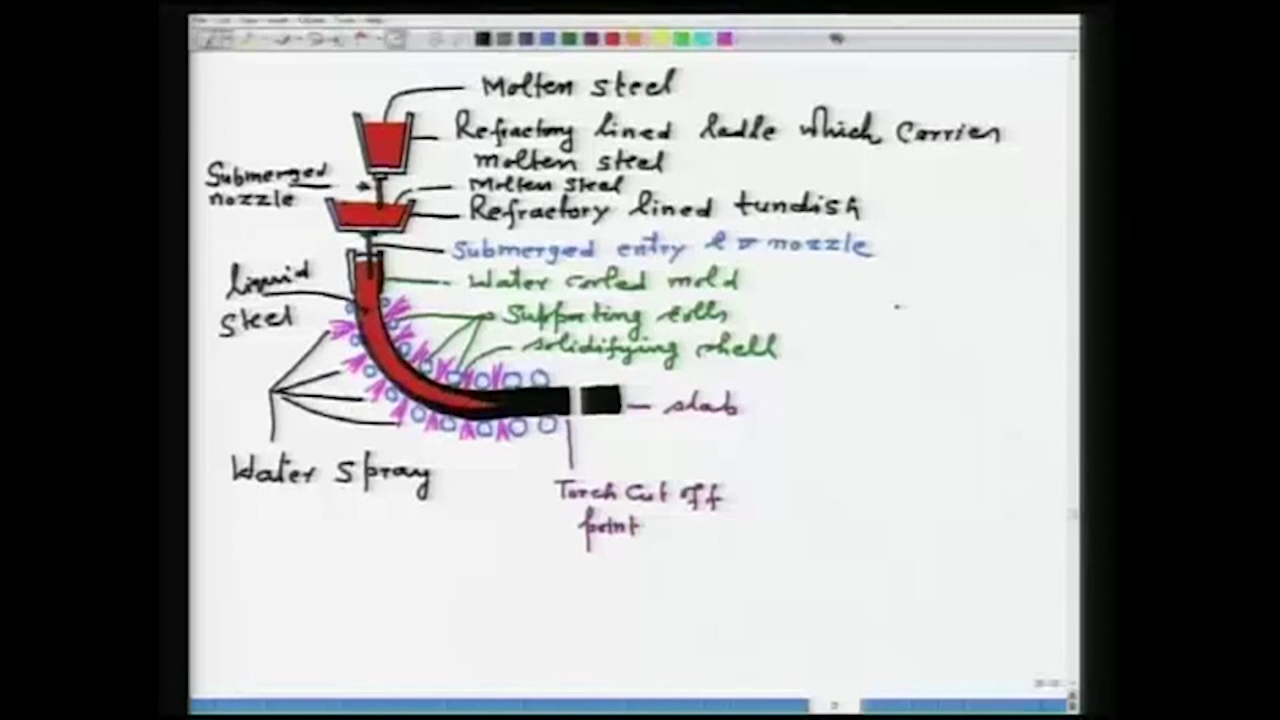 Molten steel
Refractory lined ladle which carries
molten steel
Submerged
nozzle
Molten steel
Refractory lined tundish
Submerged entry nozzle
Water cooled mold
liquid
steel
Supporting rolls
solidifying shell
slab
Water Spray
Torch cut off
point